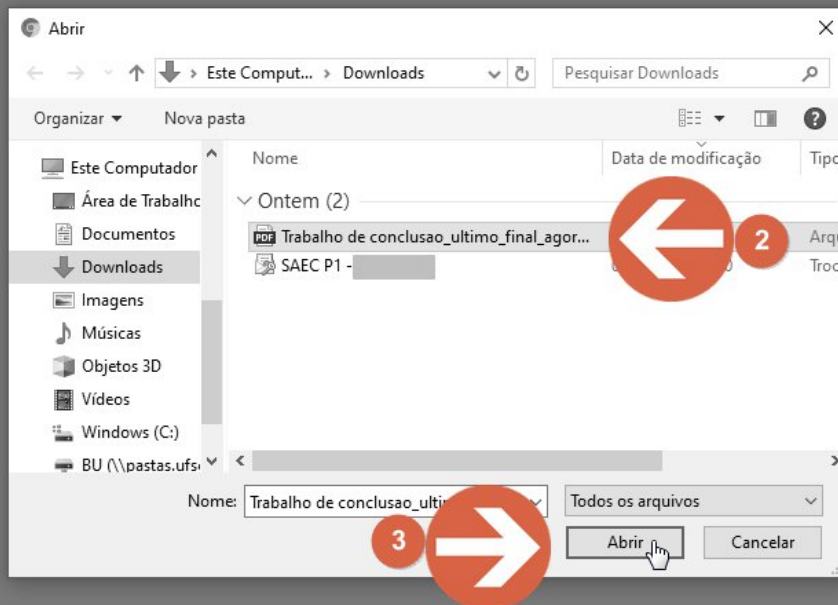 Abrir
Este Comput... > Downloads
Pesquisar Downloads
Organizar
Nova pasta
Este Computador
Área de Trabalho
Documentos
Downloads
Imagens
Músicas
Objetos 3D
Vídeos
Windows (C:)
BU (\\pastas.ufs
Nome
Data de modificação
Tipo
Ontem (2)
Trabalho de conclusao_ultimo_final_agor...
2
Arqu
SAEC P1 -
Troc
Nome:
Trabalho de conclusao_ulti
Todos os arquivos
3
Abrir
Cancelar